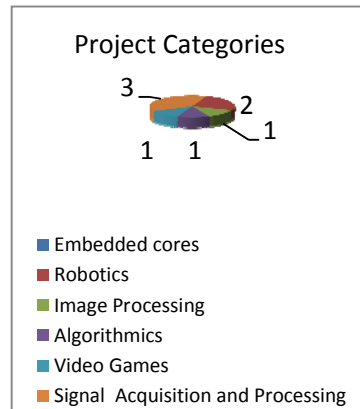 Project Categories
3
2
1
1 1
Embedded cores
Robotics
Image Processing
Algorithmics
Video Games
Signal Acquisition and Processing